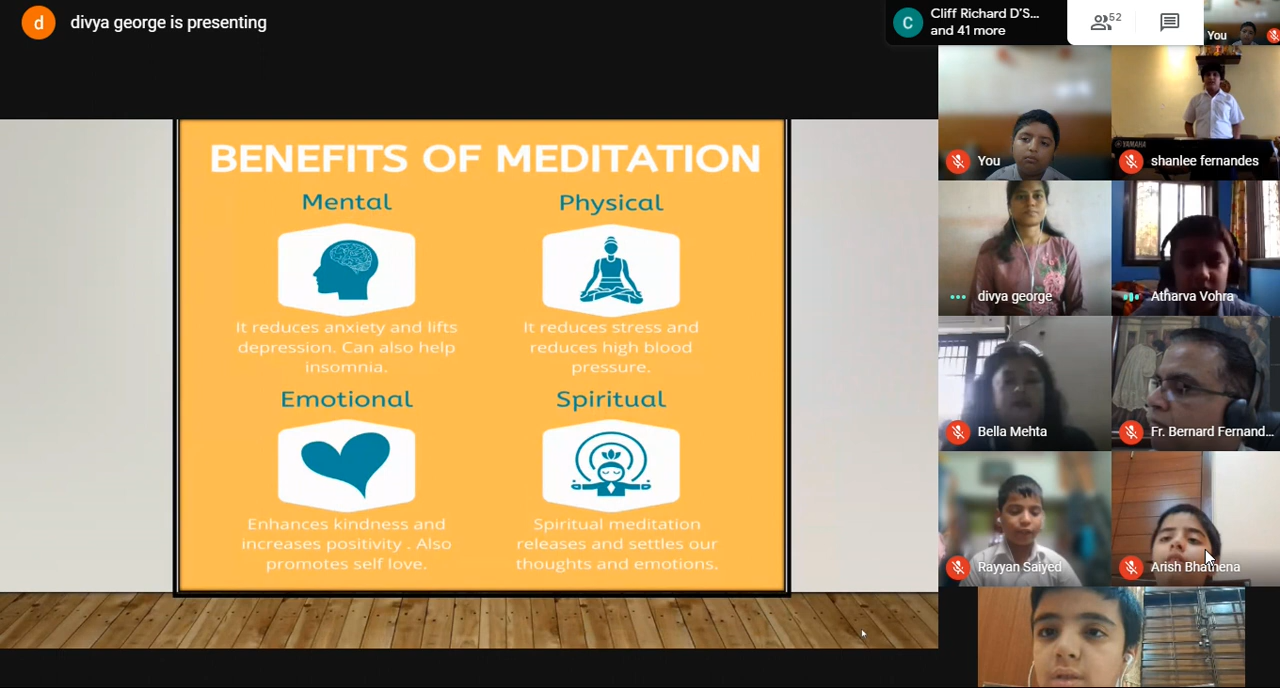 d
divya george is presenting
C
Cliff Richard D'S...
and 41 more
52
You
BENEFITS OF MEDITATION
Mental
Physical
It reduces anxiety and lifts
depression. Can also help
insomnia.
It reduces stress and
reduces high blood
pressure.
Emotional
Spiritual
Enhances kindness and
increases positivity . Also
promotes self love.
Spiritual meditation
releases and settles our
thoughts and emotions.
You
YAMAHA
shanlee fernandes
divya george
Atharva Vohra
Bella Mehta
Fr. Bernard Fernand...
Rayyan Saiyed
Arish Bhathena